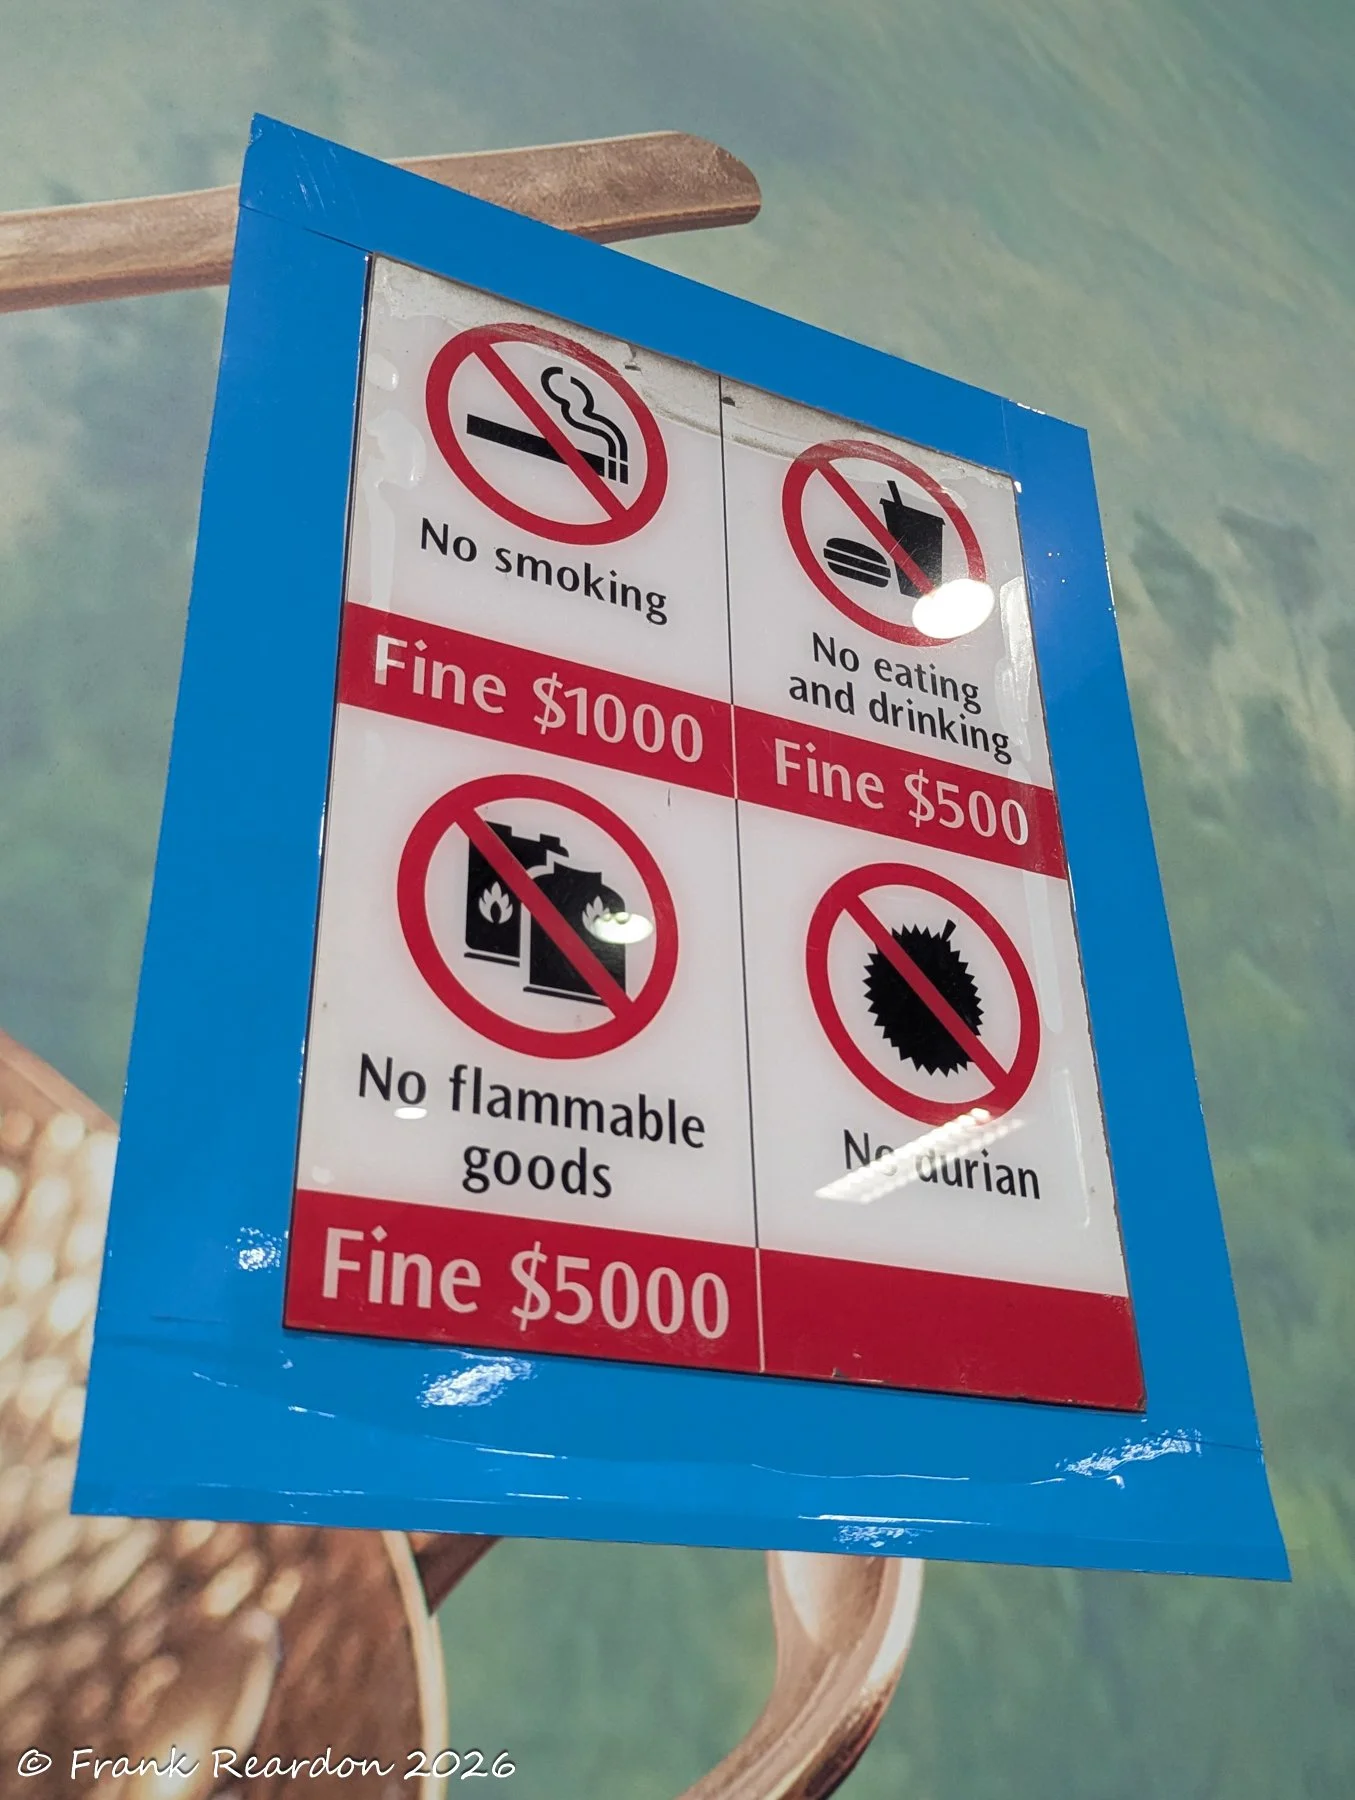 No smoking
Fine $1000
No eating
and drinking
Fine $500
No flammable
goods
Fine $5000
No durian
© Frank Reardon 2026